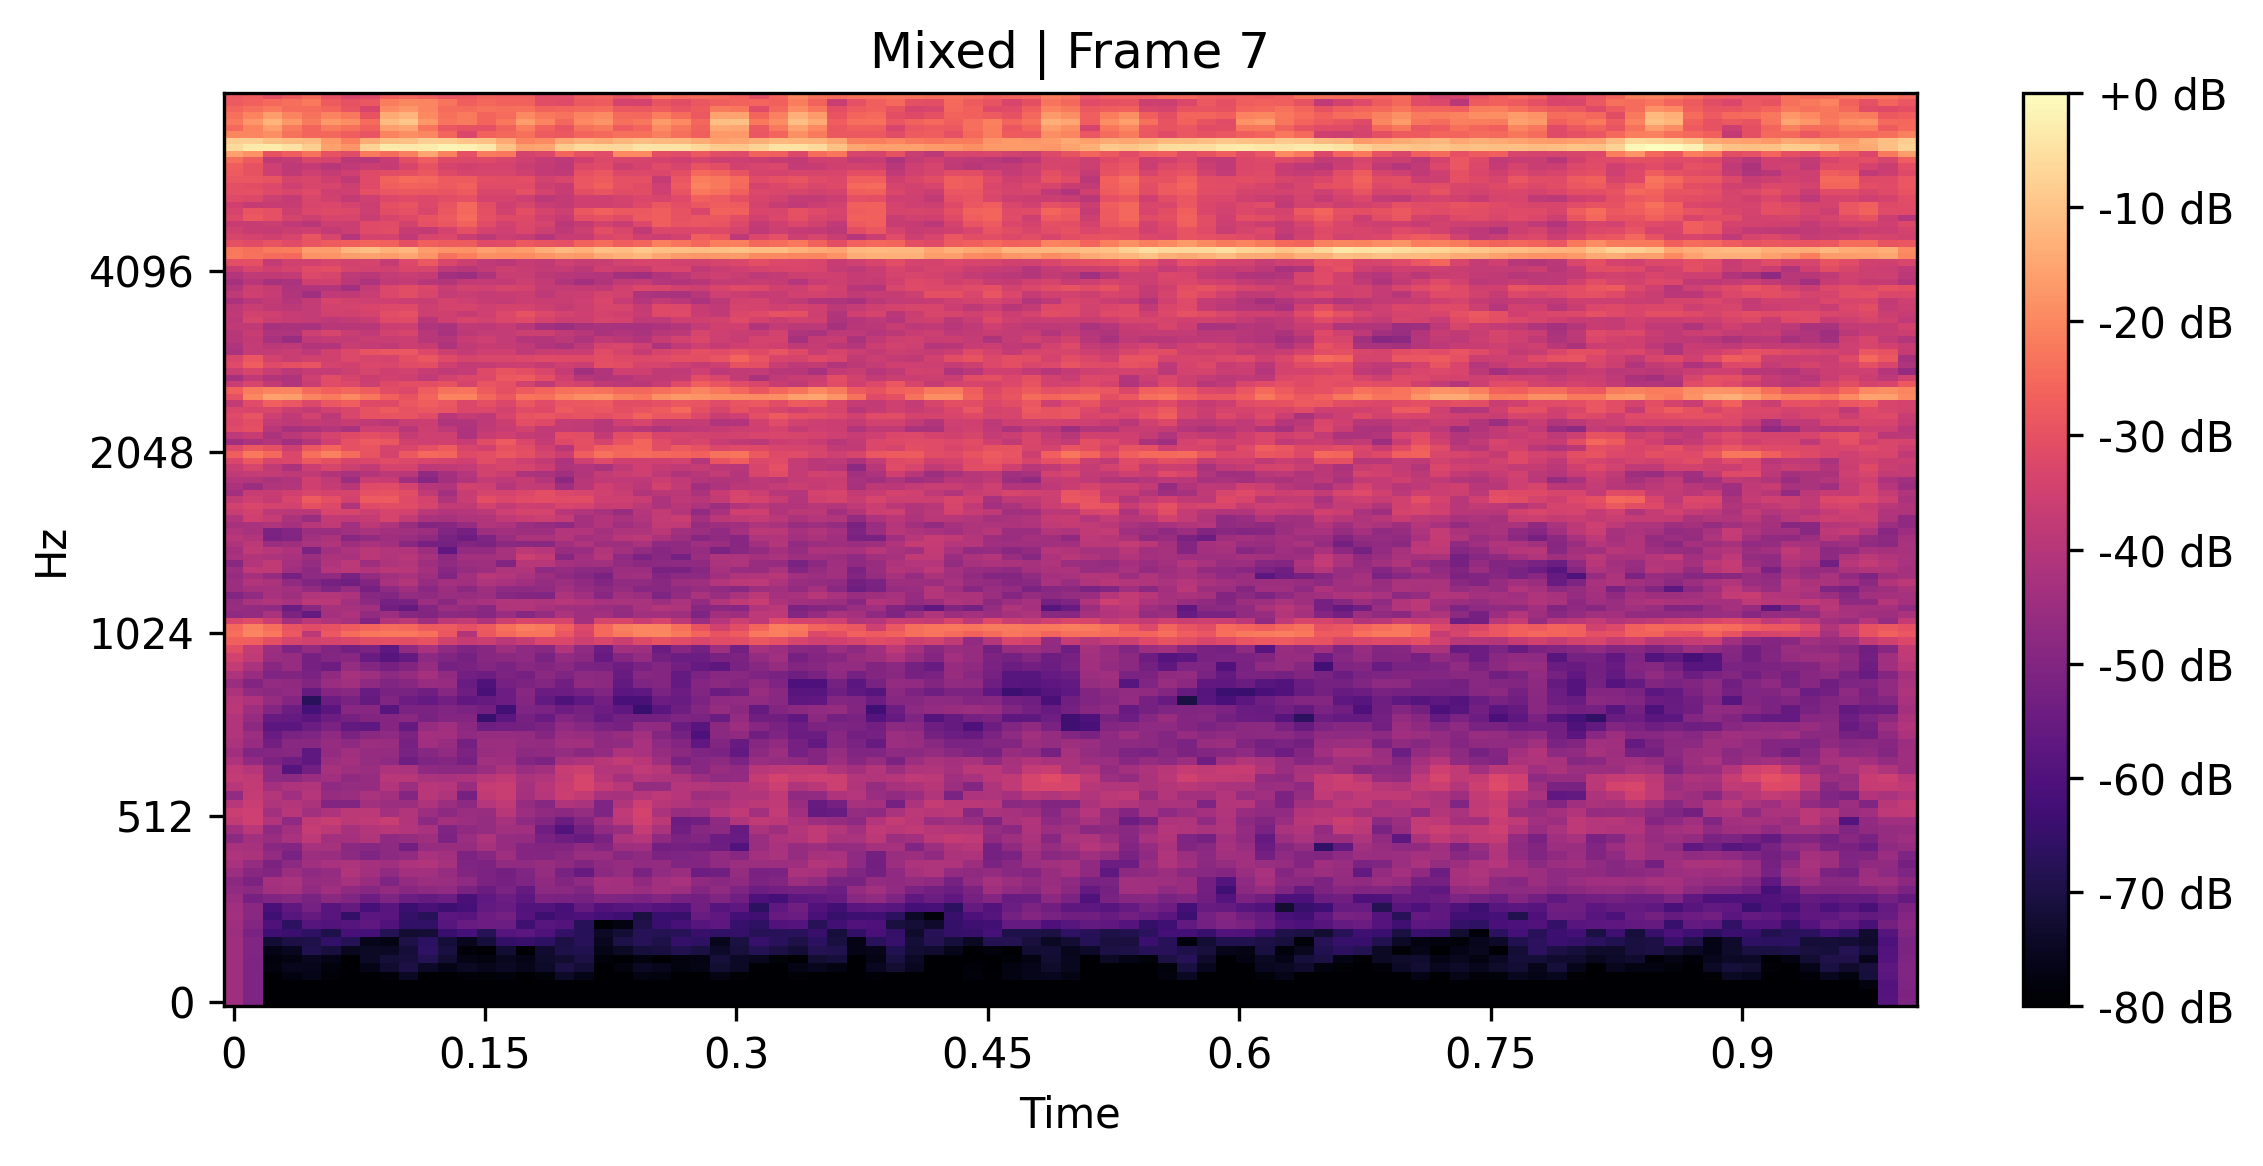 Mixed | Frame 7
Hz
4096
2048
1024
512
0
0 0.15 0.3 0.45 0.6 0.75 0.9
Time
+0 dB
-10 dB
-20 dB
-30 dB
-40 dB
-50 dB
-60 dB
-70 dB
-80 dB